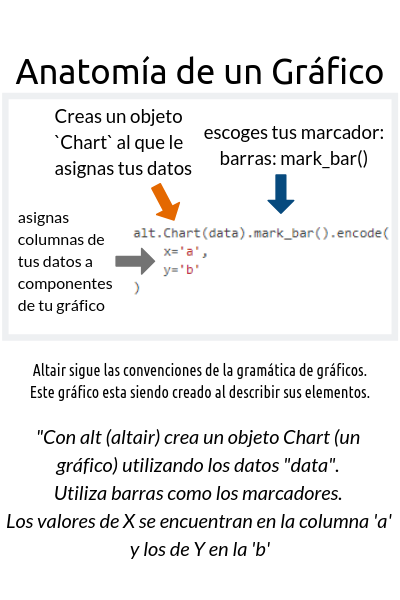 Anatomía de un Gráfico
Creas un objeto
`Chart` al que le
asignas tus datos
escoges tus marcador:
barras: mark_bar()
asignas
columnas de
tus datos a
componentes
de tu gráfico
alt.Chart(data).mark_bar().encode(
x='a',
y='b'
)
Altair sigue las convenciones de la gramática de gráficos.
Este gráfico esta siendo creado al describir sus elementos.
"Con alt (altair) crea un objeto Chart (un
gráfico) utilizando los datos "data".
Utiliza barras como los marcadores.
Los valores de X se encuentran en la columna 'a'
y los de Y en la 'b'